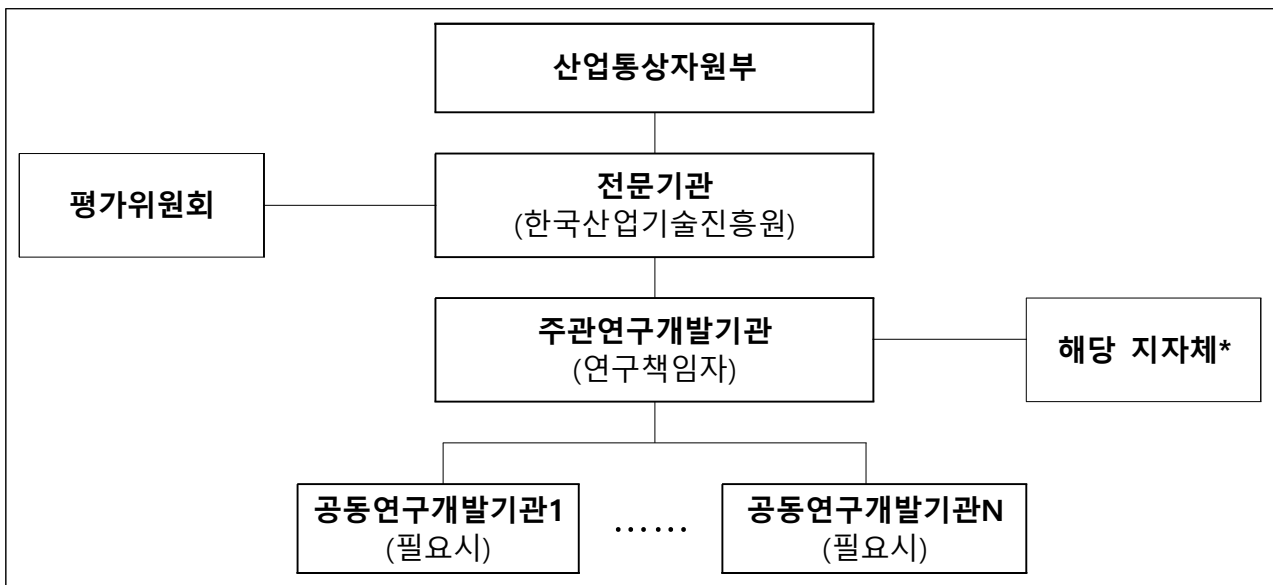 산업통상자원부
평가위원회
전문기관
(한국산업기술진흥원)
주관연구개발기관
(연구책임자)
해당 지자체*
공동연구개발기관1
(필요시)
……
공동연구개발기관N
(필요시)